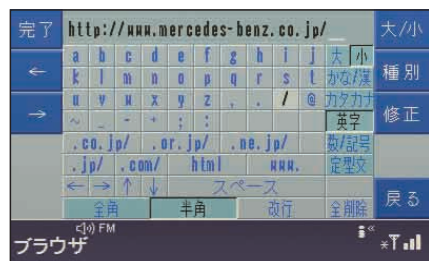 完了 http://www.mercedes-benz.co.jp/_ 大/小
a b c d e f g h i j 大 小
← k l m n o p q r s t かな/漢 種別
u v w x y z , . / @ カタカナ
→ ~ _ - + ; : 英字 修正
.co.jp/ .or.jp/ .ne.jp/ 数/記号
.jp/ .com/ html www. 定型文
← → ↑ ↓ スペース
全角 半角 改行 全削除 戻る
FM
ブラウザ